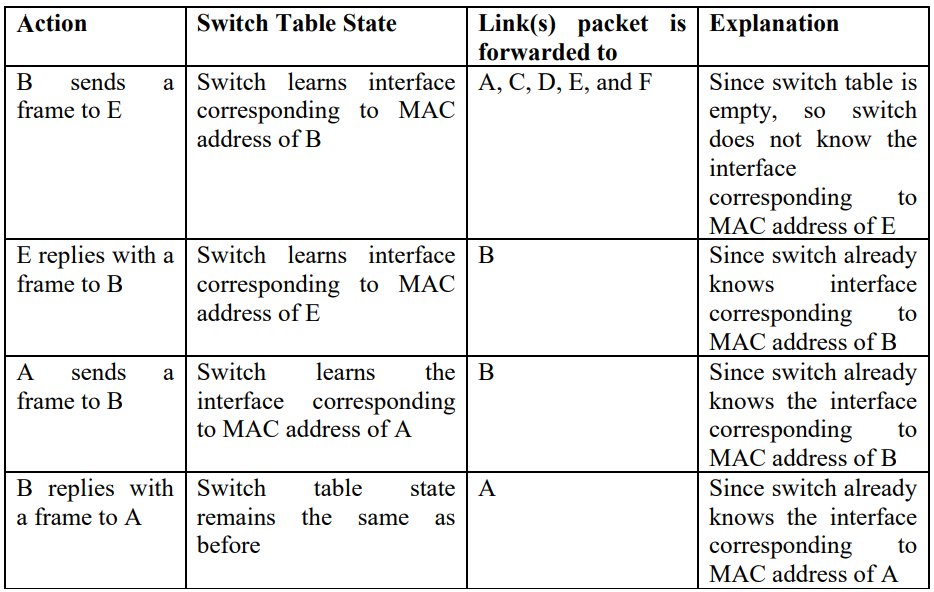 Action
Switch Table State
Link(s) packet is
forwarded to
Explanation
B sends a
frame to E
Switch learns interface
corresponding to MAC
address of B
A, C, D, E, and F
Since switch table is
empty, so switch
does not know the
interface
corresponding to
MAC address of E
E replies with a
frame to B
Switch learns interface
corresponding to MAC
address of E
B
Since switch already
knows interface
corresponding to
MAC address of B
A sends a
frame to B
Switch learns the
interface corresponding
to MAC address of A
B
Since switch already
knows the interface
corresponding to
MAC address of B
B replies with
a frame to A
Switch table state
remains the same as
before
A
Since switch already
knows the interface
corresponding to
MAC address of A